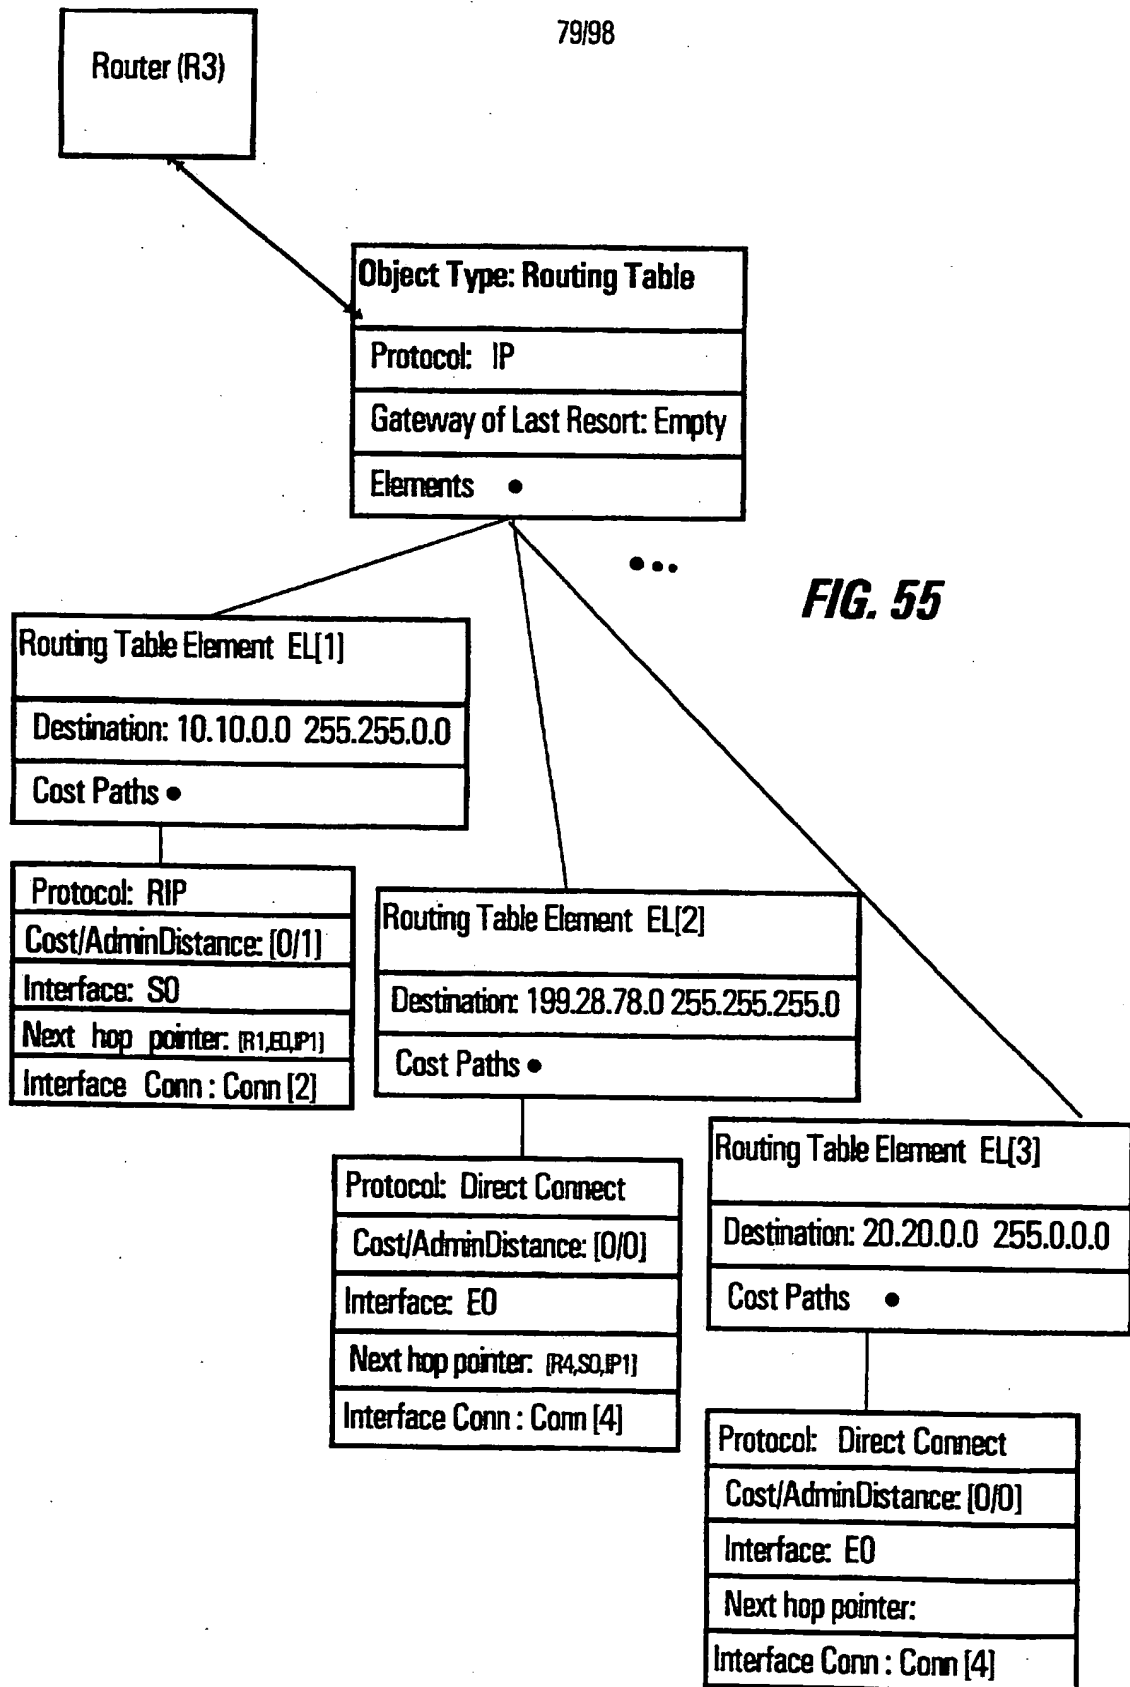 79/98
Router (R3)
Object Type: Routing Table
Protocol: IP
Gateway of Last Resort: Empty
Elements
FIG. 55
Routing Table Element EL[1]
Destination: 10.10.0.0 255.255.0.0
Cost Paths
Protocol: RIP
Cost/AdminDistance: [0/1]
Interface: S0
Next hop pointer: [R1,E0,IP1]
Interface Conn : Conn [2]
Routing Table Element EL[2]
Destination: 199.28.78.0 255.255.255.0
Cost Paths
Protocol: Direct Connect
Cost/AdminDistance: [0/0]
Interface: E0
Next hop pointer: [R4,S0,IP1]
Interface Conn : Conn [4]
Routing Table Element EL[3]
Destination: 20.20.0.0 255.0.0.0
Cost Paths
Protocol: Direct Connect
Cost/AdminDistance: [0/0]
Interface: E0
Next hop pointer:
Interface Conn : Conn [4]